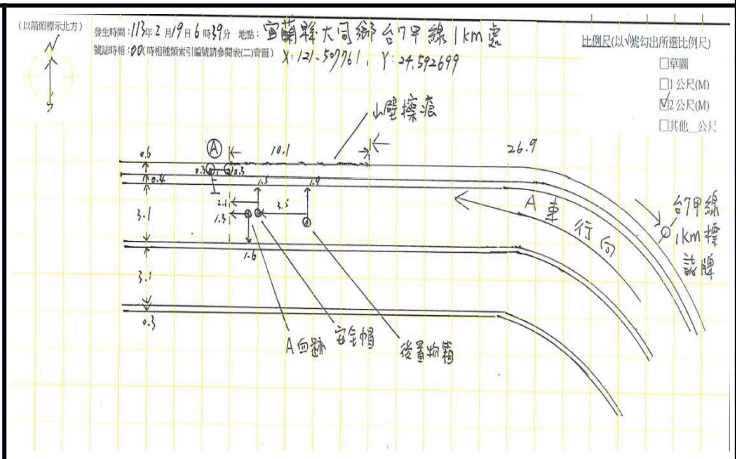 (以箭頭標示北方) 發生時間:113年2月19日6時39分 地點:宜蘭縣大同鄉台7甲線1km處
號誌時相:00(時相種類索引編號請參閱表(二)背面) X:121.507761, Y:24.592699
比例尺(以√號勾出所選比例尺)
□草圖
□1公尺(M)
☑2公尺(M)
□其他__公尺
山壁擦痕
A
10.1
26.9
0.6
0.3
0.3
0.4
1.5
1.9
2.1
3.5
1.3
1.6
3.1
3.1
0.3
A車行向
台7甲線
1km標
誌牌
A血跡
安全帽
後置物箱